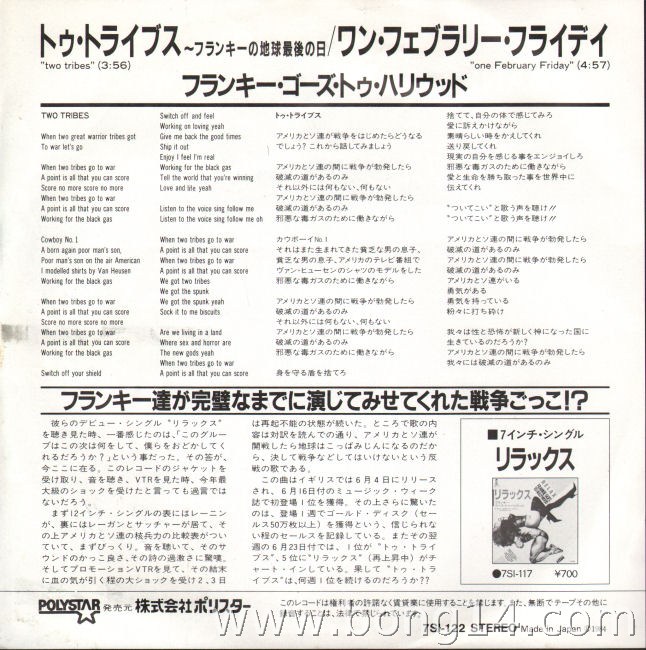 トゥ・トライブス～フランキーの地球最後の日/ワン・フェブラリー・フライデイ
"two tribes" (3:56)
"one February Friday" (4:57)
フランキー・ゴーズ・トゥ・ハリウッド
TWO TRIBES
When two great warrior tribes got
To war let's go
When two tribes go to war
A point is all that you can score
Score no more score no more
When two tribes go to war
A point is all that you can score
Working for the black gas
Cowboy No. 1
A born again poor man's son,
Poor man's son on the air American
I modelled shirts by Van Heusen
Working for the black gas
When two tribes go to war
A point is all that you can score
Score no more score no more
When two tribes go to war
A point is all that you can score
Working for the black gas
Switch off your shield
Switch off and feel
Working on loving yeah
Give me back the good times
Ship it out
Enjoy I feel I'm real
Working for the black gas
Tell the world that you're winning
Love and life yeah
Listen to the voice sing follow me
Listen to the voice sing follow me oh
When two tribes go to war
A point is all that you can score
When two tribes go to war
A point is all that you can score
We got two tribes
We got the spunk
We got the spunk yeah
Sock it to me biscuits
Are we living in a land
Where sex and horror are
The new gods yeah
When two tribes go to war
A point is all that you can score
トゥ・トライブス
アメリカとソ連が戦争をはじめたらどうなる
でしょう？これから話してみましょう
アメリカとソ連の間に戦争が勃発したら
破滅の道があるのみ
それ以外には何もない、何もない
アメリカとソ連の間に戦争が勃発したら
破滅の道があるのみ
邪悪な毒ガスのために働きながら
カウボーイNo.1
それはまた生まれてきた貧乏な男の息子、
貧乏な男の息子、アメリカのテレビ番組で
ヴァン・ヒューセンのシャツのモデルをした
邪悪な毒ガスのために働きながら
アメリカとソ連の間に戦争が勃発したら
破滅の道があるのみ
それ以外には何もない、何もない
アメリカとソ連の間に戦争が勃発したら
破滅の道があるのみ
邪悪な毒ガスのために働きながら
身を守る盾を捨てろ
捨てて、自分の体で感じてみろ
愛に訴えかけながら
素晴らしい時をかえしてくれ
送り戻してくれ
現実の自分を感じる事をエンジョイしろ
邪悪な毒ガスのために働きながら
愛と生命を勝ち取った事を世界中に
伝えてくれ
"ついてこい"と歌う声を聴け!!
"ついてこい"と歌う声を聴け!!
アメリカとソ連の間に戦争が勃発したら
破滅の道があるのみ
アメリカとソ連の間に戦争が勃発したら
破滅の道があるのみ
アメリカとソ連がいる
勇気がある
勇気を持っている
粉々に打ち砕け
我々は性と恐怖が新しく神になった国に
生きているのだろうか？
アメリカとソ連の間に戦争が勃発したら
我々には破滅の道があるのみ
フランキー達が完璧なまでに演じてみせてくれた戦争ごっこ!?
彼らのデビュー・シングル "リラックス"
を聴き見た時、一番感じたのは、「このグルー
プはこの次は何をして、僕らをおどかしてく
れるだろうか？」という事だった。その答が、
今ここに在る。このレコードのジャケットを
受け取り、音を聴き、VTRを見た時、今年最
大級のショックを受けたと言っても過言では
ないだろう。
まず12インチ・シングルの表にはレーニン
が、裏にはレーガンとサッチャーが居て、そ
の上アメリカとソ連の核兵力の比較表がつい
ていて、まずびっくり。音を聴いて、そのサ
ウンドのかっこ良さ、その詩の過激さに驚嘆。
そしてプロモーションVTRを見て、その結末
に血の気が引く程の大ショックを受け2、3日
は再起不能の状態が続いた。ところで歌の内
容は対訳を読んでの通り、アメリカとソ連が
開戦したら地球はこっぱみじんになるのだか
ら、決して戦争などしてはいけないという反
戦の歌である。
この曲はイギリスでは6月4日にリリース
され、6月16日付のミュージック・ウィーク
誌で初登場1位を獲得。その上さらに驚いた
のは、登場1週でゴールド・ディスク（セー
ルス50万枚以上）を獲得という、信じられな
い程のセールスを記録している。またその翌
週の6月23日付では、1位が "トゥ・トライ
ブス"、5位に"リラックス"（再上昇中）がチ
ャート・インしている。果して "トゥ・トラ
イブス"は、何週1位を続けるのだろうか??
■7インチ・シングル
リラックス
リラックス
●7SI-117 ¥700
POLYSTAR 発売元 株式会社ポリスター
このレコードは権利者の許諾なく賃貸業に使用することを禁じます。また、無断でテープその他に
録音することは、法律で禁じられています。
7SI-122 STEREO Made in Japan
www.bong14.com